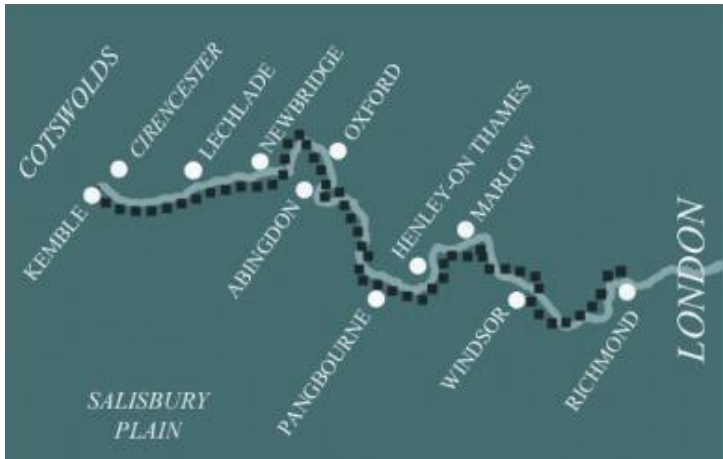 COTSWOLDS
CIRENCESTER
LECHLADE
NEWBRIDGE
OXFORD
KEMBLE
ABINGDON
HENLEY-ON THAMES
MARLOW
PANGBOURNE
WINDSOR
RICHMOND
LONDON
SALISBURY
PLAIN